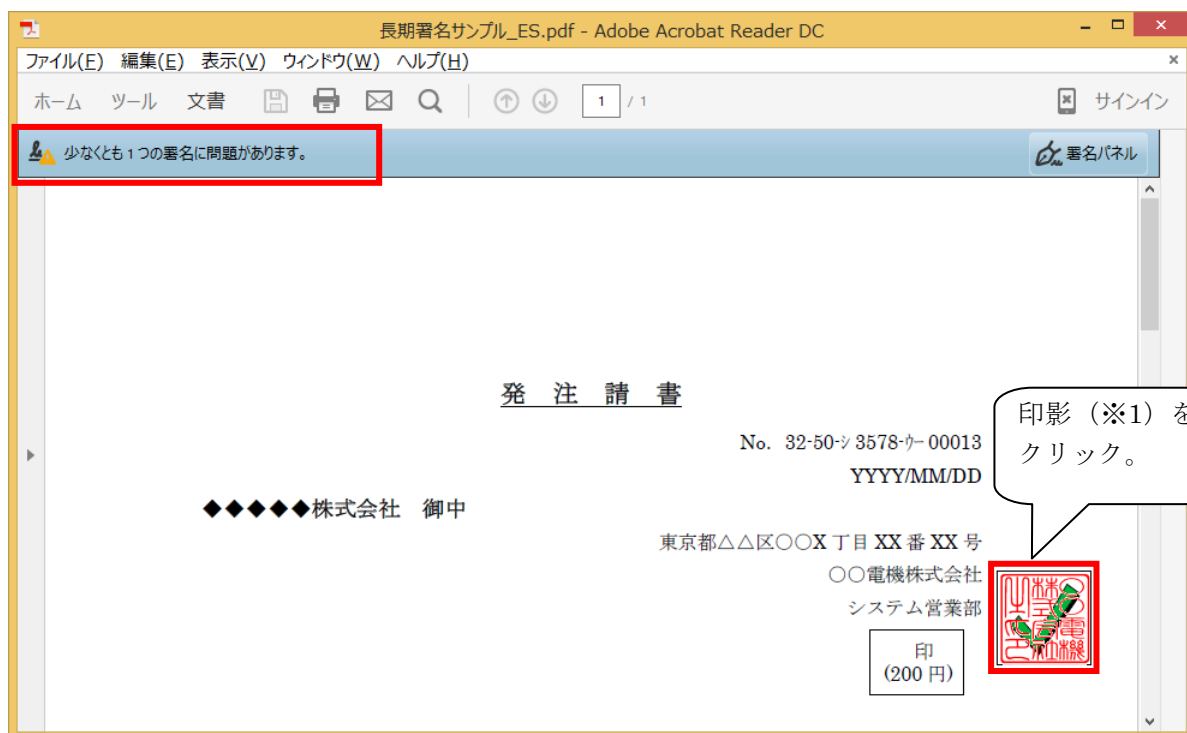 長期署名サンプル_ES.pdf - Adobe Acrobat Reader DC
ファイル(F) 編集(E) 表示(V) ウィンドウ(W) ヘルプ(H)
ホーム ツール 文書 1 / 1 サインイン
少なくとも 1 つの署名に問題があります。
署名パネル
発 注 請 書
No. 32-50-ｼ 3578-ｳｰ 00013
YYYY/MM/DD
◆◆◆◆◆株式会社 御中
東京都△△区○○X 丁目 XX 番 XX 号
○○電機株式会社
システム営業部
印
(200 円)
印影（※1）を
クリック。